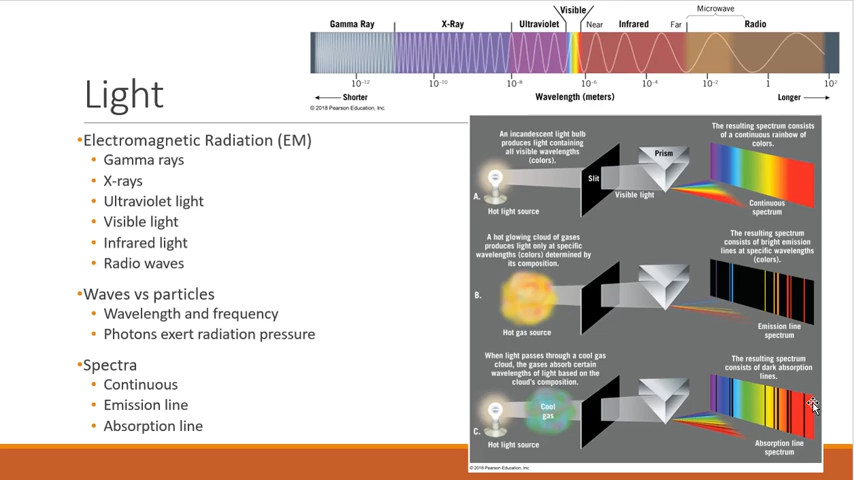 Visible
Microwave
Gamma Ray
X-Ray
Ultraviolet
Near
Infrared
Far
Radio
10⁻¹²
10⁻¹⁰
10⁻⁸
10⁻⁶
10⁻⁴
10⁻²
1
10²
Shorter
Wavelength (meters)
Longer
© 2018 Pearson Education, Inc.
Light
•Electromagnetic Radiation (EM)
• Gamma rays
• X-rays
• Ultraviolet light
• Visible light
• Infrared light
• Radio waves
•Waves vs particles
• Wavelength and frequency
• Photons exert radiation pressure
•Spectra
• Continuous
• Emission line
• Absorption line
An incandescent light bulb
produces light containing
all visible wavelengths
(colors).
Slit
Prism
Visible light
The resulting spectrum consists
of a continuous rainbow of
colors.
A.
Hot light source
Continuous
spectrum
A hot glowing cloud of gases
produces light only at specific
wavelengths (colors) determined by
its composition.
The resulting spectrum
consists of bright emission
lines at specific wavelengths
(colors).
B.
Hot gas source
Emission line
spectrum
When light passes through a cool gas
cloud, the gases absorb certain
wavelengths of light based on the
cloud's composition.
The resulting spectrum
consists of dark absorption
lines.
Cool
gas
C.
Hot light source
Absorption line
spectrum
© 2018 Pearson Education, Inc.